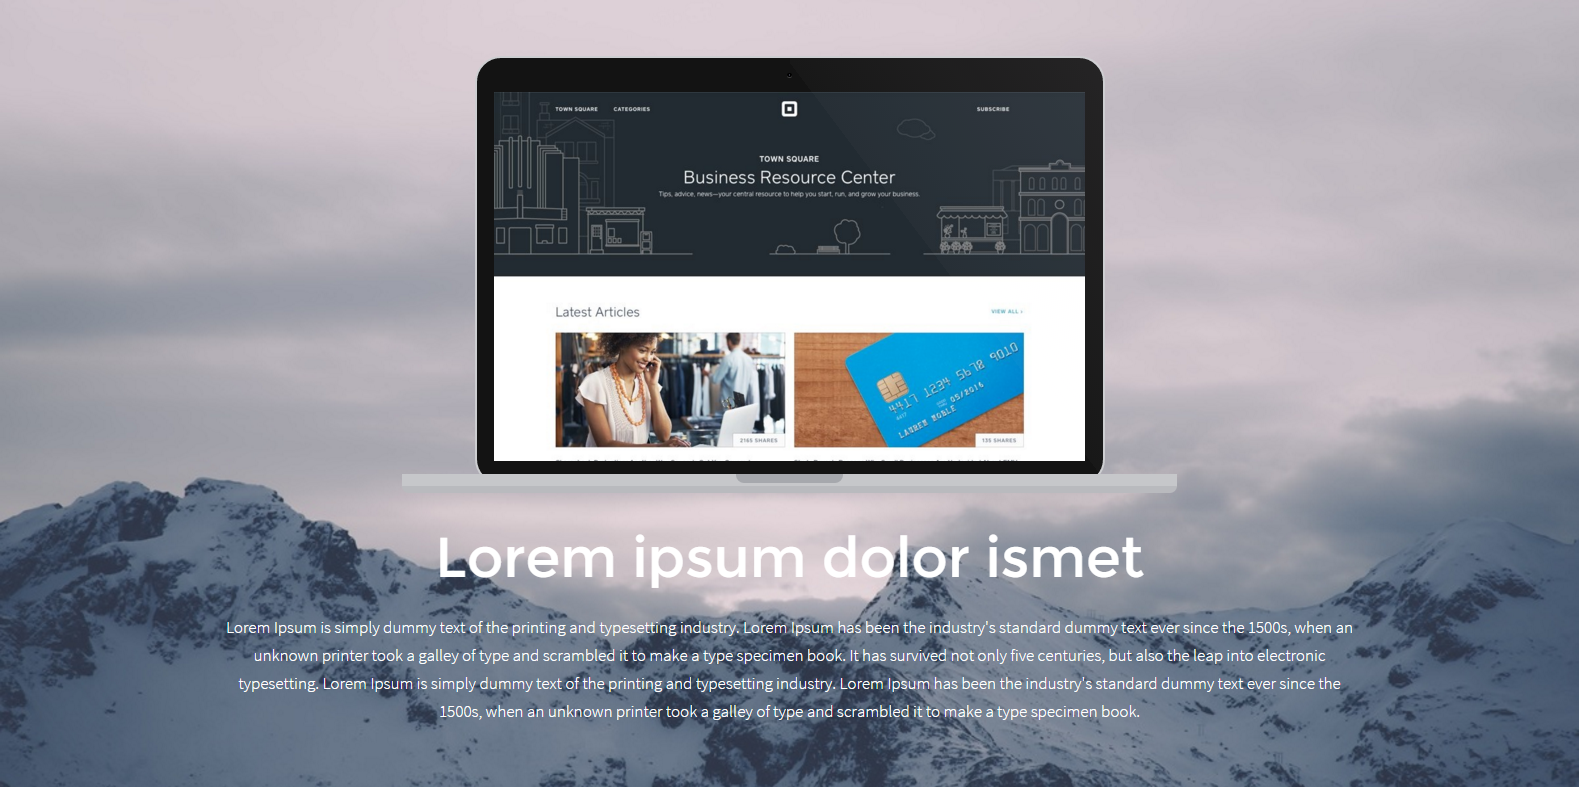 TOWN SQUARE CATEGORIES SUBSCRIBE
TOWN SQUARE
Business Resource Center
Tips, advice, news—your central resource to help you start, run, and grow your business.
Latest Articles VIEW ALL ›
4417 1234 5678 9010
4417 05/2016
LAUREN NOBLE
2165 SHARES 135 SHARES
Lorem ipsum dolor ismet
Lorem Ipsum is simply dummy text of the printing and typesetting industry. Lorem Ipsum has been the industry's standard dummy text ever since the 1500s, when an
unknown printer took a galley of type and scrambled it to make a type specimen book. It has survived not only five centuries, but also the leap into electronic
typesetting. Lorem Ipsum is simply dummy text of the printing and typesetting industry. Lorem Ipsum has been the industry's standard dummy text ever since the
1500s, when an unknown printer took a galley of type and scrambled it to make a type specimen book.